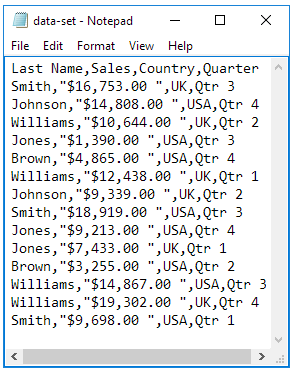 data-set - Notepad
File Edit Format View Help
Last Name,Sales,Country,Quarter
Smith,"$16,753.00 ",UK,Qtr 3
Johnson,"$14,808.00 ",USA,Qtr 4
Williams,"$10,644.00 ",UK,Qtr 2
Jones,"$1,390.00 ",USA,Qtr 3
Brown,"$4,865.00 ",USA,Qtr 4
Williams,"$12,438.00 ",UK,Qtr 1
Johnson,"$9,339.00 ",UK,Qtr 2
Smith,"$18,919.00 ",USA,Qtr 3
Jones,"$9,213.00 ",USA,Qtr 4
Jones,"$7,433.00 ",UK,Qtr 1
Brown,"$3,255.00 ",USA,Qtr 2
Williams,"$14,867.00 ",USA,Qtr 3
Williams,"$19,302.00 ",UK,Qtr 4
Smith,"$9,698.00 ",USA,Qtr 1